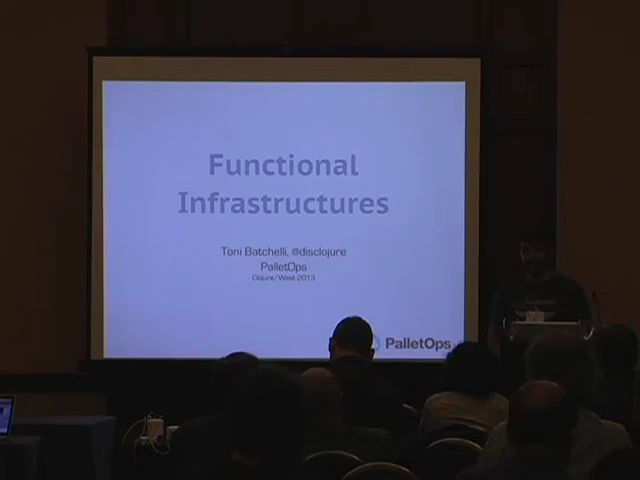 Functional
Infrastructures
Toni Batchelli, @disclojure
PalletOps
Clojure/West 2013
PalletOps